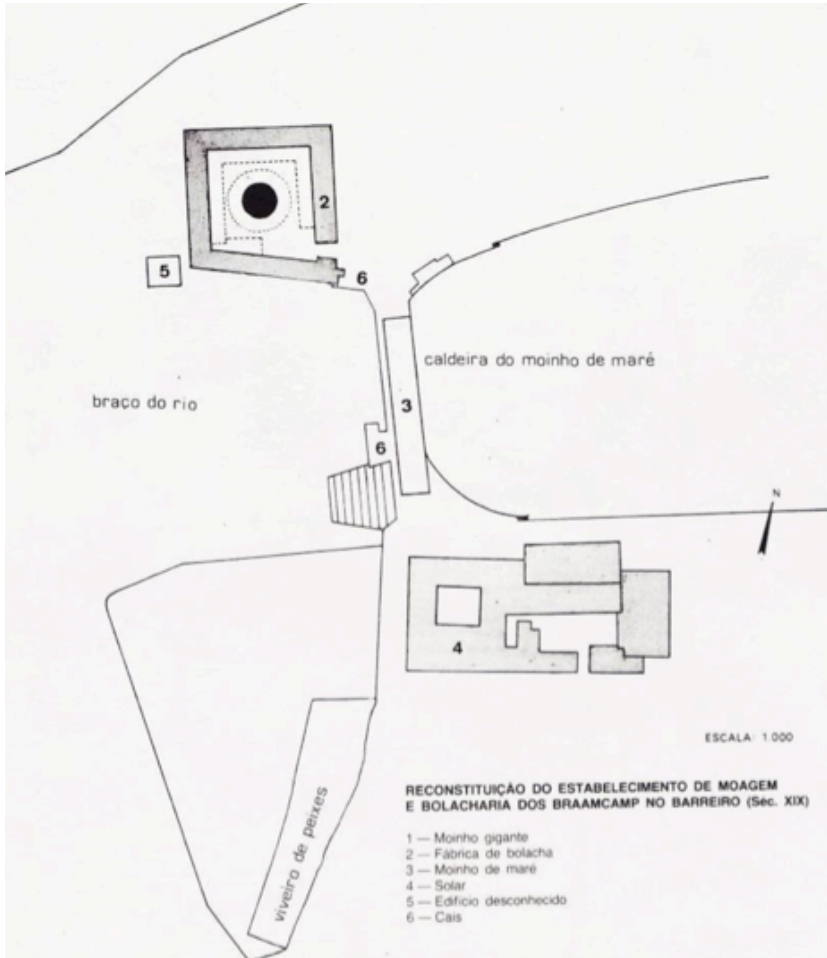 2
5
6
caldeira do moinho de maré
braço do rio
3
6
N
4
ESCALA: 1.000
viveiro de peixes
RECONSTITUIÇÃO DO ESTABELECIMENTO DE MOAGEM
E BOLACHARIA DOS BRAAMCAMP NO BARREIRO (Séc. XIX)
1 — Moinho gigante
2 — Fábrica de bolacha
3 — Moinho de maré
4 — Solar
5 — Edifício desconhecido
6 — Cais